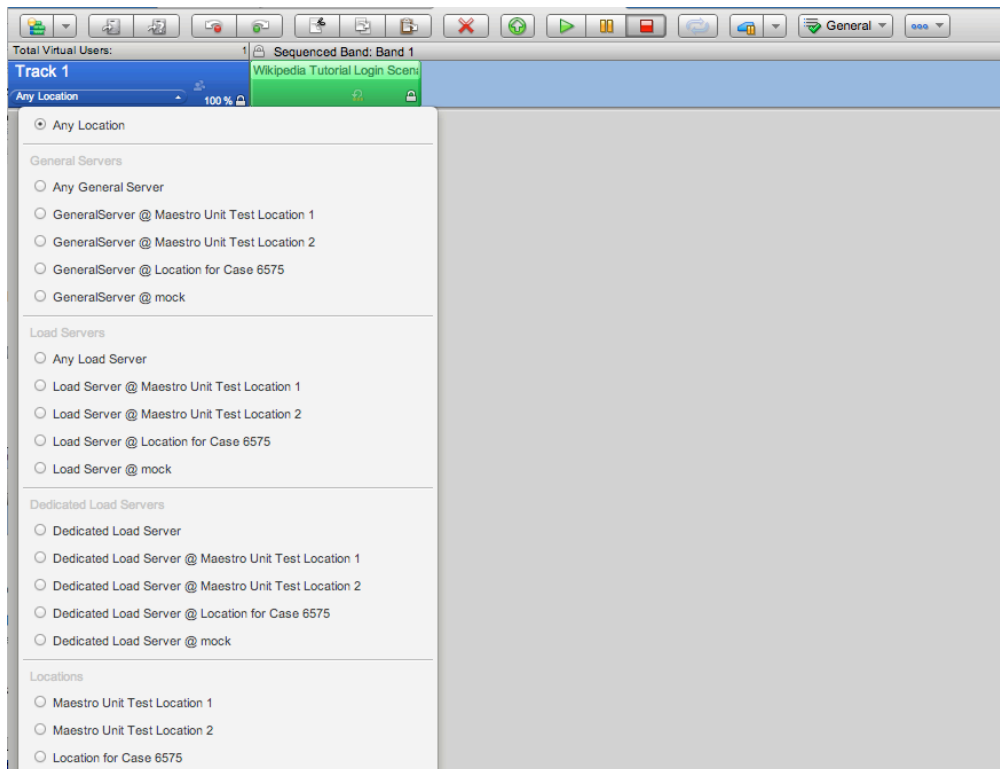 General
Total Virtual Users: 1 Sequenced Band: Band 1
Track 1 Wikipedia Tutorial Login
Any Location 100 %
Any Location
General Servers
Any General Server
GeneralServer @ Maestro Unit Test Location 1
GeneralServer @ Maestro Unit Test Location 2
GeneralServer @ Location for Case 6575
GeneralServer @ mock
Load Servers
Any Load Server
Load Server @ Maestro Unit Test Location 1
Load Server @ Maestro Unit Test Location 2
Load Server @ Location for Case 6575
Load Server @ mock
Dedicated Load Servers
Dedicated Load Server
Dedicated Load Server @ Maestro Unit Test Location 1
Dedicated Load Server @ Maestro Unit Test Location 2
Dedicated Load Server @ Location for Case 6575
Dedicated Load Server @ mock
Locations
Maestro Unit Test Location 1
Maestro Unit Test Location 2
Location for Case 6575